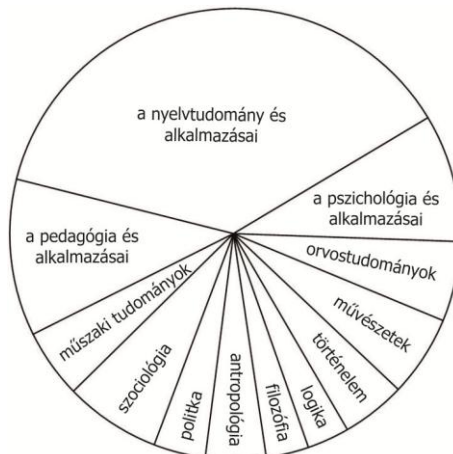 a nyelvtudomány és
alkalmazásai
a pszichológia és
alkalmazásai
orvostudományok
művészetek
történelem
logika
filozófia
antropológia
politka
szociológia
műszaki tudományok
a pedagógia és
alkalmazásai